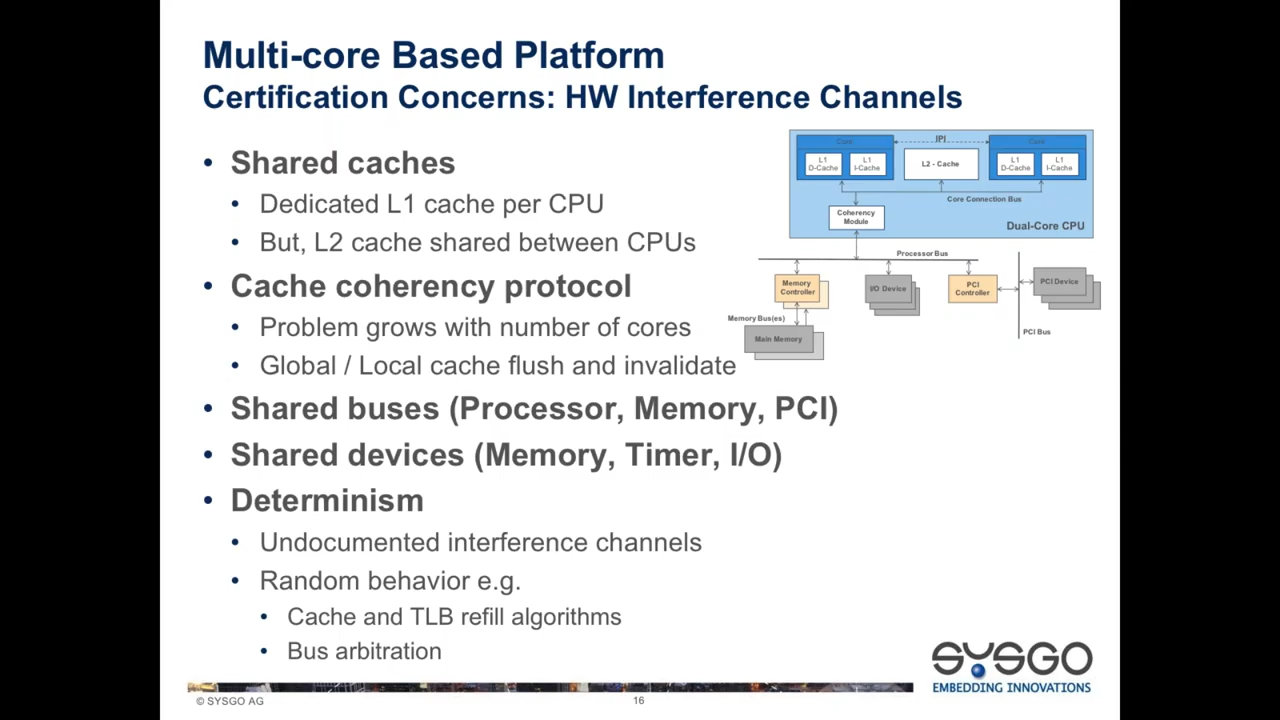 Multi-core Based Platform
Certification Concerns: HW Interference Channels
• Shared caches
• Dedicated L1 cache per CPU
• But, L2 cache shared between CPUs
• Cache coherency protocol
• Problem grows with number of cores
• Global / Local cache flush and invalidate
• Shared buses (Processor, Memory, PCI)
• Shared devices (Memory, Timer, I/O)
• Determinism
• Undocumented interference channels
• Random behavior e.g.
• Cache and TLB refill algorithms
• Bus arbitration
Core
IPI
Core
L1
D-Cache
L1
I-Cache
L2 - Cache
L1
D-Cache
L1
I-Cache
Core Connection Bus
Coherency
Module
Dual-Core CPU
Processor Bus
Memory
Controller
I/O Device
PCI
Controller
PCI Device
Memory Bus(es)
Main Memory
PCI Bus
SYSGO
EMBEDDING INNOVATIONS
© SYSGO AG
16